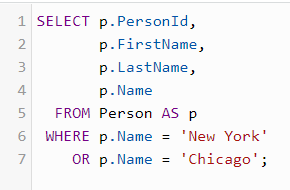 1 SELECT p.PersonId,
2        p.FirstName,
3        p.LastName,
4        p.Name
5   FROM Person AS p
6  WHERE p.Name = 'New York'
7     OR p.Name = 'Chicago';